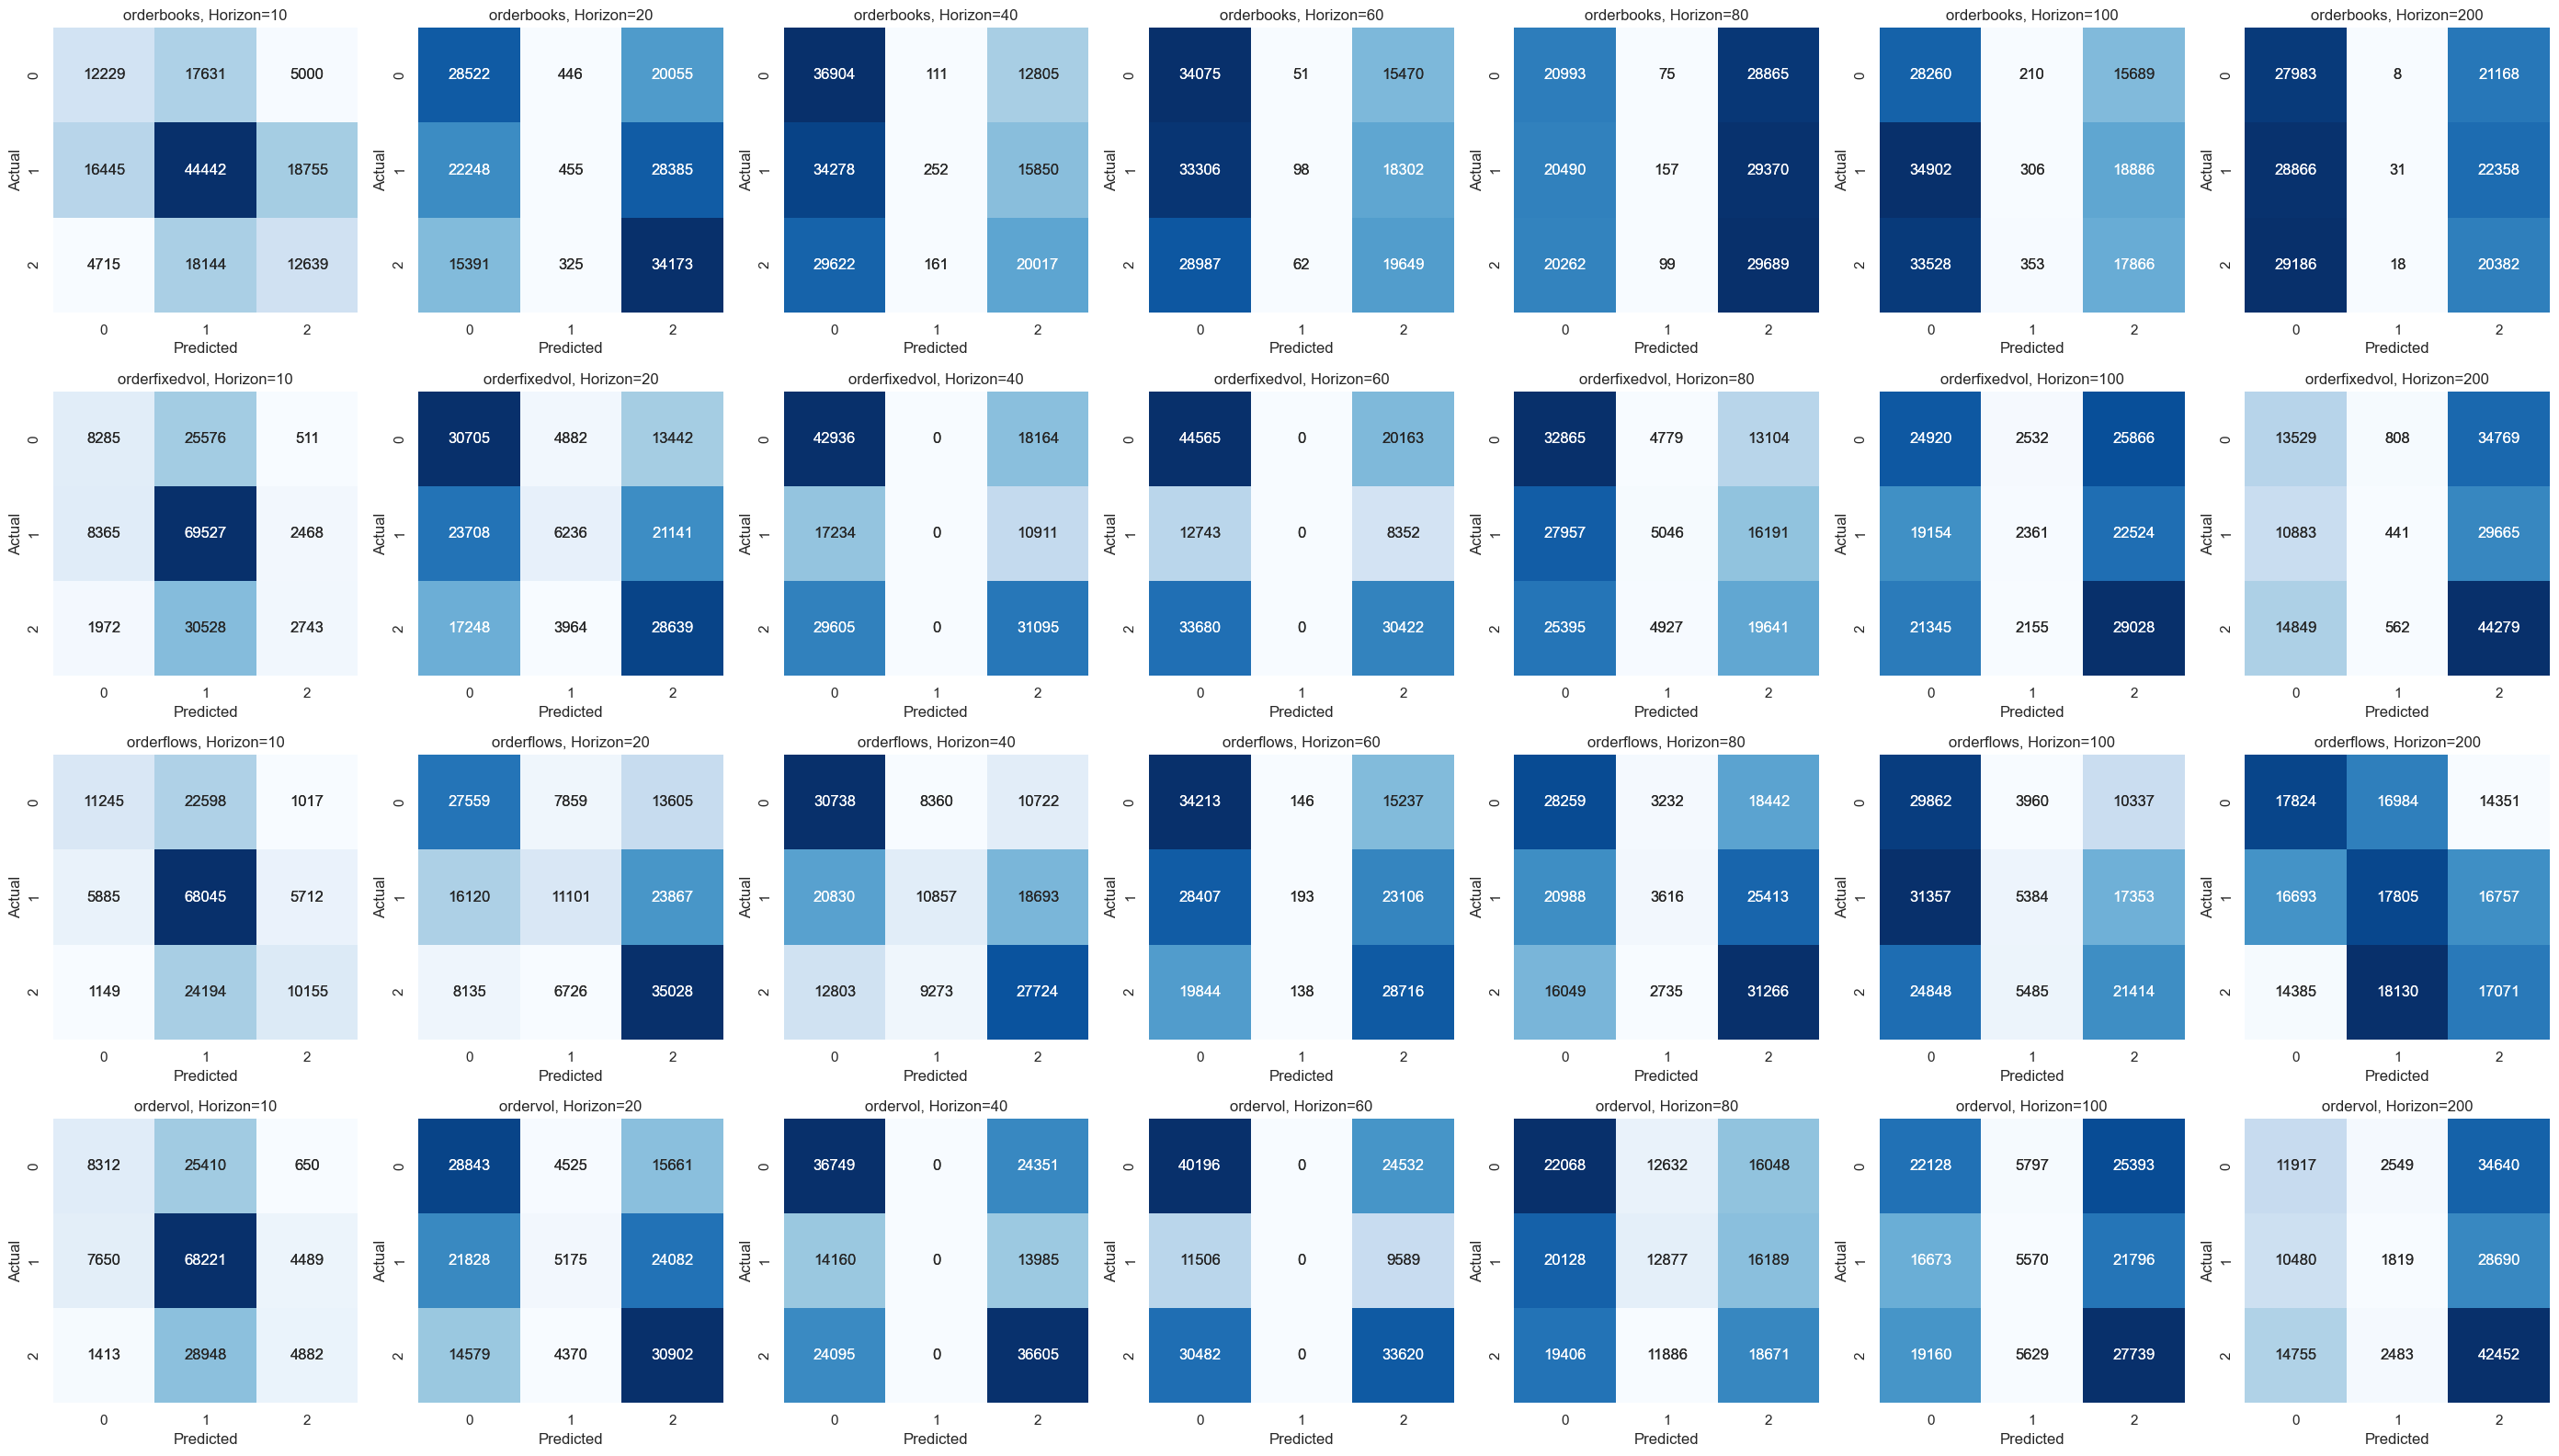 orderbooks, Horizon=10 orderbooks, Horizon=20 orderbooks, Horizon=40 orderbooks, Horizon=60 orderbooks, Horizon=80 orderbooks, Horizon=100 orderbooks, Horizon=200
0 12229 17631 5000 0 28522 446 20055 0 36904 111 12805 0 34075 51 15470 0 20993 75 28865 0 28260 210 15689 0 27983 8 21168
Actual 1 16445 44442 18755 Actual 1 22248 455 28385 Actual 1 34278 252 15850 Actual 1 33306 98 18302 Actual 1 20490 157 29370 Actual 1 34902 306 18886 Actual 1 28866 31 22358
2 4715 18144 12639 2 15391 325 34173 2 29622 161 20017 2 28987 62 19649 2 20262 99 29689 2 33528 353 17866 2 29186 18 20382
0 1 2 0 1 2 0 1 2 0 1 2 0 1 2 0 1 2 0 1 2
Predicted Predicted Predicted Predicted Predicted Predicted Predicted
orderfixedvol, Horizon=10 orderfixedvol, Horizon=20 orderfixedvol, Horizon=40 orderfixedvol, Horizon=60 orderfixedvol, Horizon=80 orderfixedvol, Horizon=100 orderfixedvol, Horizon=200
0 8285 25576 511 0 30705 4882 13442 0 42936 0 18164 0 44565 0 20163 0 32865 4779 13104 0 24920 2532 25866 0 13529 808 34769
Actual 1 8365 69527 2468 Actual 1 23708 6236 21141 Actual 1 17234 0 10911 Actual 1 12743 0 8352 Actual 1 27957 5046 16191 Actual 1 19154 2361 22524 Actual 1 10883 441 29665
2 1972 30528 2743 2 17248 3964 28639 2 29605 0 31095 2 33680 0 30422 2 25395 4927 19641 2 21345 2155 29028 2 14849 562 44279
0 1 2 0 1 2 0 1 2 0 1 2 0 1 2 0 1 2 0 1 2
Predicted Predicted Predicted Predicted Predicted Predicted Predicted
orderflows, Horizon=10 orderflows, Horizon=20 orderflows, Horizon=40 orderflows, Horizon=60 orderflows, Horizon=80 orderflows, Horizon=100 orderflows, Horizon=200
0 11245 22598 1017 0 27559 7859 13605 0 30738 8360 10722 0 34213 146 15237 0 28259 3232 18442 0 29862 3960 10337 0 17824 16984 14351
Actual 1 5885 68045 5712 Actual 1 16120 11101 23867 Actual 1 20830 10857 18693 Actual 1 28407 193 23106 Actual 1 20988 3616 25413 Actual 1 31357 5384 17353 Actual 1 16693 17805 16757
2 1149 24194 10155 2 8135 6726 35028 2 12803 9273 27724 2 19844 138 28716 2 16049 2735 31266 2 24848 5485 21414 2 14385 18130 17071
0 1 2 0 1 2 0 1 2 0 1 2 0 1 2 0 1 2 0 1 2
Predicted Predicted Predicted Predicted Predicted Predicted Predicted
ordervol, Horizon=10 ordervol, Horizon=20 ordervol, Horizon=40 ordervol, Horizon=60 ordervol, Horizon=80 ordervol, Horizon=100 ordervol, Horizon=200
0 8312 25410 650 0 28843 4525 15661 0 36749 0 24351 0 40196 0 24532 0 22068 12632 16048 0 22128 5797 25393 0 11917 2549 34640
Actual 1 7650 68221 4489 Actual 1 21828 5175 24082 Actual 1 14160 0 13985 Actual 1 11506 0 9589 Actual 1 20128 12877 16189 Actual 1 16673 5570 21796 Actual 1 10480 1819 28690
2 1413 28948 4882 2 14579 4370 30902 2 24095 0 36605 2 30482 0 33620 2 19406 11886 18671 2 19160 5629 27739 2 14755 2483 42452
0 1 2 0 1 2 0 1 2 0 1 2 0 1 2 0 1 2 0 1 2
Predicted Predicted Predicted Predicted Predicted Predicted Predicted